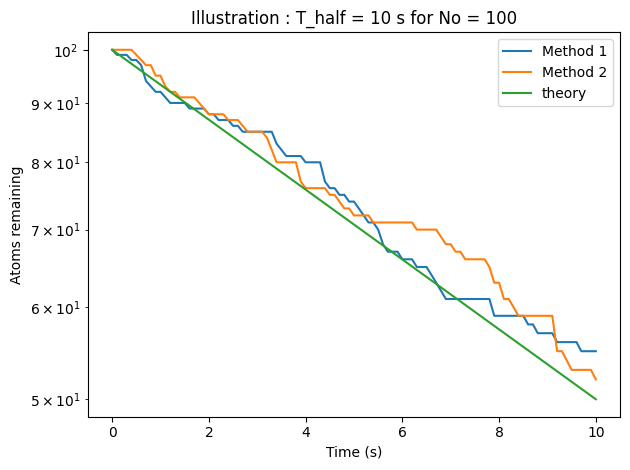 Illustration : T_half = 10 s for No = 100
Method 1
Method 2
theory
Atoms remaining
10²
9 × 10¹
8 × 10¹
7 × 10¹
6 × 10¹
5 × 10¹
0 2 4 6 8 10
Time (s)